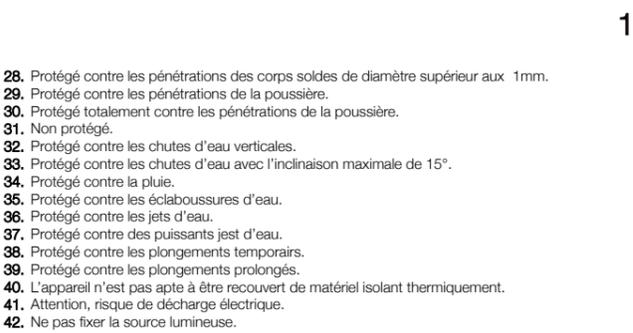 1
28. Protégé contre les pénétrations des corps soldes de diamètre supérieur aux 1mm.
29. Protégé contre les pénétrations de la poussière.
30. Protégé totalement contre les pénétrations de la poussière.
31. Non protégé.
32. Protégé contre les chutes d'eau verticales.
33. Protégé contre les chutes d'eau avec l'inclinaison maximale de 15°.
34. Protégé contre la pluie.
35. Protégé contre les éclaboussures d'eau.
36. Protégé contre les jets d'eau.
37. Protégé contre des puissants jest d'eau.
38. Protégé contre les plongements temporairs.
39. Protégé contre les plongements prolongés.
40. L'appareil n'est pas apte à être recouvert de matériel isolant thermiquement.
41. Attention, risque de décharge électrique.
42. Ne pas fixer la source lumineuse.